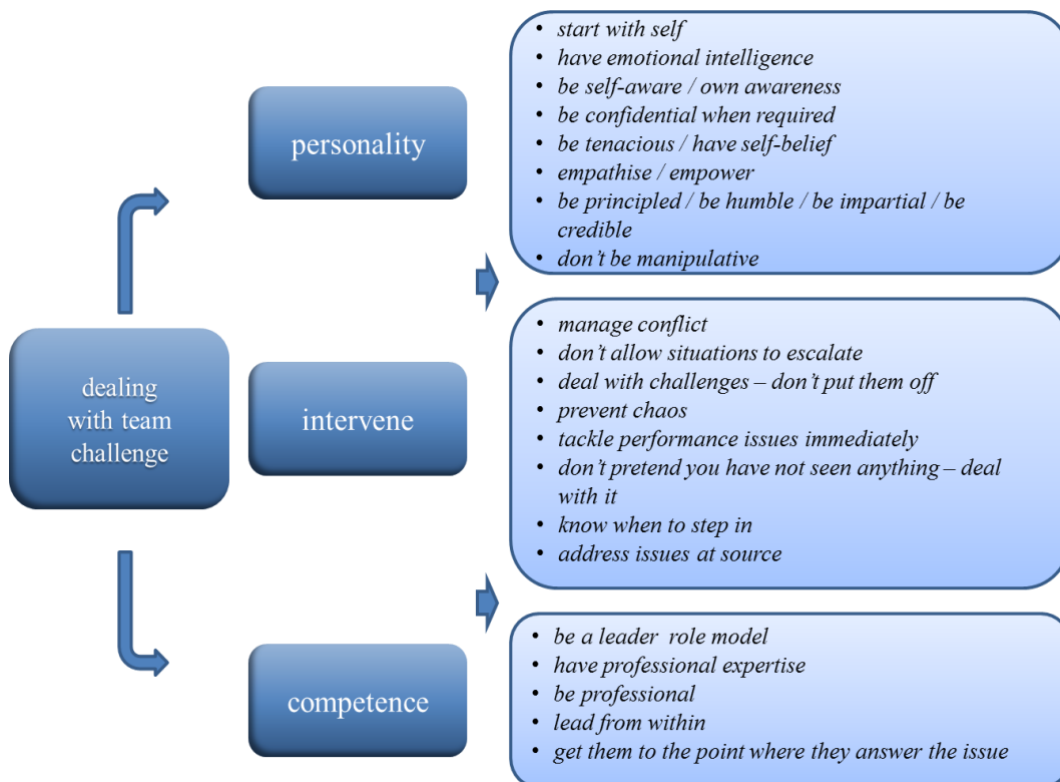 dealing
with team
challenge
personality
• start with self
• have emotional intelligence
• be self-aware / own awareness
• be confidential when required
• be tenacious / have self-belief
• empathise / empower
• be principled / be humble / be impartial / be
credible
• don’t be manipulative
intervene
• manage conflict
• don’t allow situations to escalate
• deal with challenges – don’t put them off
• prevent chaos
• tackle performance issues immediately
• don’t pretend you have not seen anything – deal
with it
• know when to step in
• address issues at source
competence
• be a leader role model
• have professional expertise
• be professional
• lead from within
• get them to the point where they answer the issue